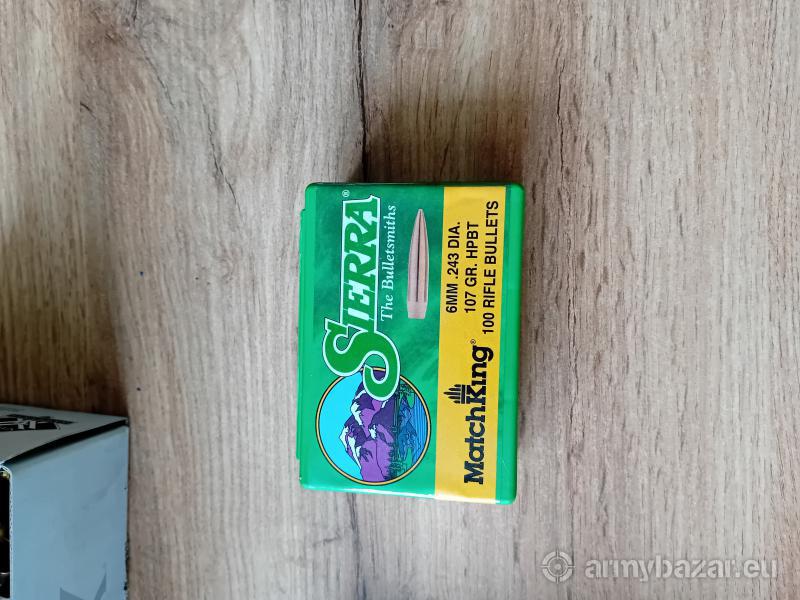 SIERRA®
The Bulletsmiths
MatchKing®
6MM .243 DIA.
107 GR. HPBT
100 RIFLE BULLETS
armybazar.eu